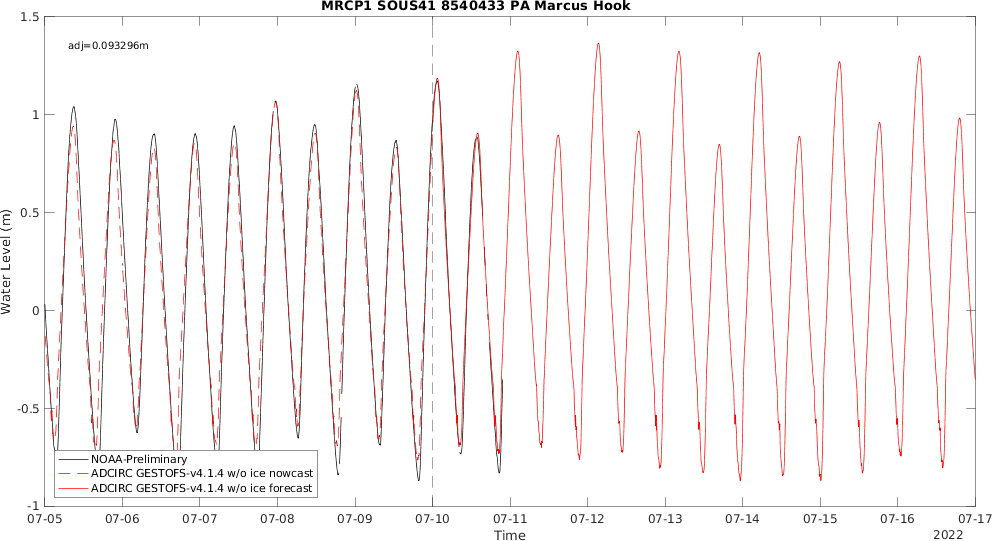 MRCP1 SOUS41 8540433 PA Marcus Hook
adj=0.093296m
Water Level (m)
1.5
1
0.5
0
-0.5
-1
NOAA-Preliminary
ADCIRC GESTOFS-v4.1.4 w/o ice nowcast
ADCIRC GESTOFS-v4.1.4 w/o ice forecast
07-05 07-06 07-07 07-08 07-09 07-10 07-11 07-12 07-13 07-14 07-15 07-16 07-17
Time
2022